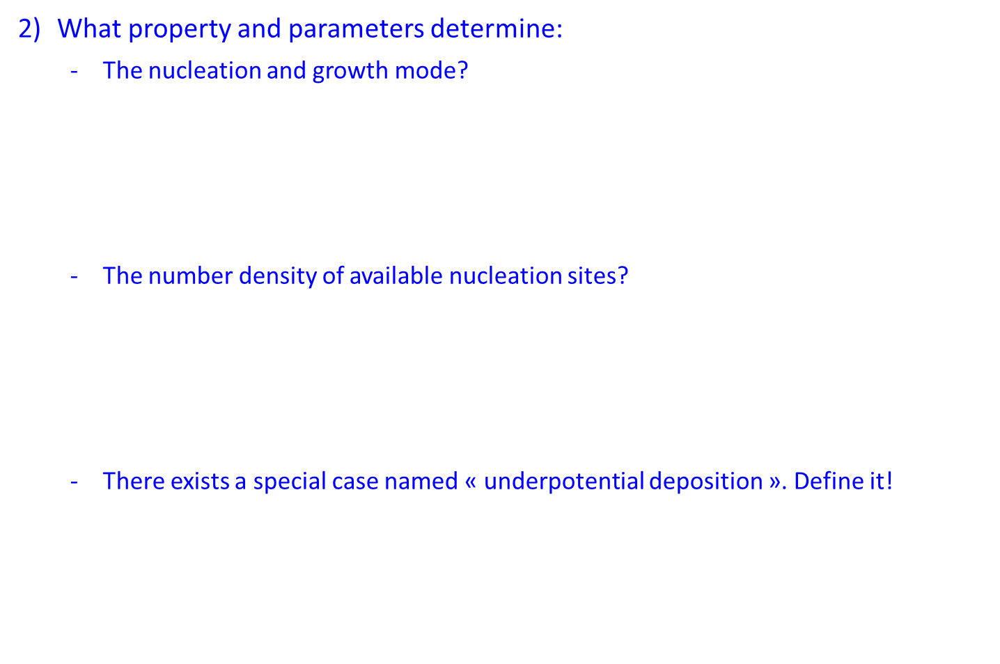 2) What property and parameters determine:
- The nucleation and growth mode?
- The number density of available nucleation sites?
- There exists a special case named « underpotential deposition ». Define it!